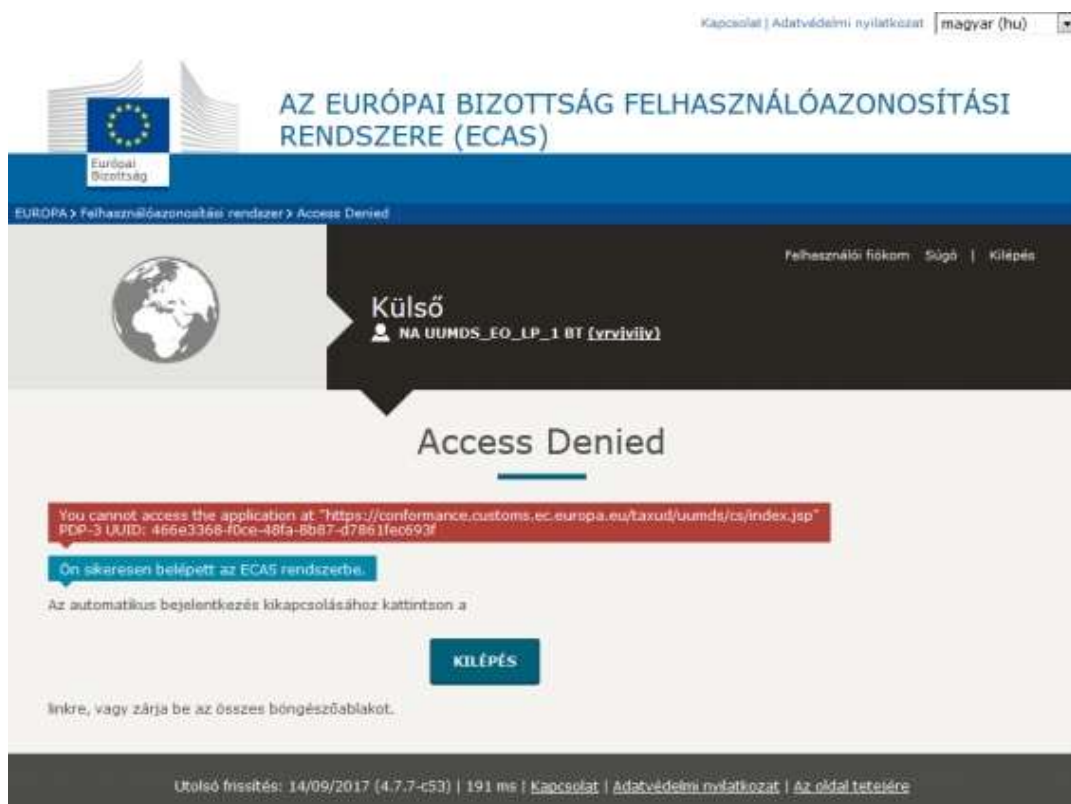 Kapcsolat | Adatvédelmi nyilatkozat magyar (hu)
AZ EURÓPAI BIZOTTSÁG FELHASZNÁLÓAZONOSÍTÁSI
RENDSZERE (ECAS)
Európai
Bizottság
EUROPA > Felhasználóazonosítási rendszer > Access Denied
Felhasználói fiókom Súgó | Kilépés
Külső
NA UUMDS_EO_LP_1 BT
Access Denied
You cannot access the application at "https://conformance.customs.ec.europa.eu/taxud/uumds/cs/index.jsp"
PDP-3 UUID: 466e3368-f0ce-48fa-8b87-d7861fec693f
Ön sikeresen belépett az ECAS rendszerbe.
Az automatikus bejelentkezés kikapcsolásához kattintson a
KILÉPÉS
linkre, vagy zárja be az összes böngészőablakot.
Utolsó frissítés: 14/09/2017 (4.7.7-c53) | 191 ms | Kapcsolat | Adatvédelmi nyilatkozat | Az oldal tetejére